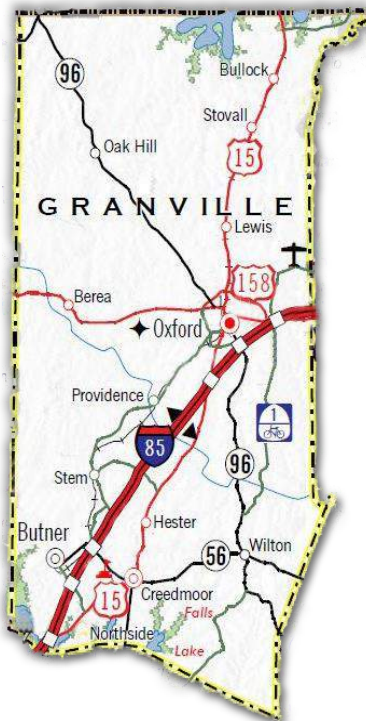 96
Bullock
Stovall
Oak Hill
15
GRANVILLE
Lewis
158
Berea
Oxford
Providence
1
85
96
Stem
Hester
Butner
56
Wilton
15
Creedmoor
Falls
Northside
Lake